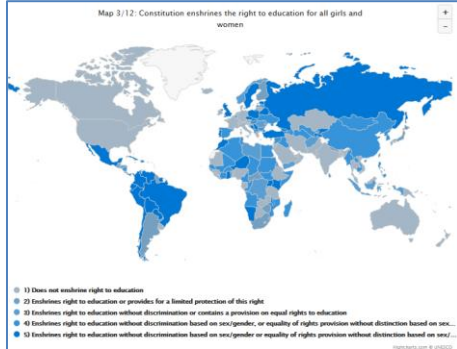 Map 3/12: Constitution enshrines the right to education for all girls and
women
+
−
1) Does not enshrine right to education
2) Enshrines right to education or provides for a limited protection of this right
3) Enshrines right to education without discrimination or contains a provision on equal rights to education
4) Enshrines right to education without discrimination based on sex/gender, or equality of rights provision without distinction based on sex...
5) Enshrines right to education without discrimination based on sex/gender or equality of rights provision without distinction based on sex/...
Highcharts.com © UNESCO